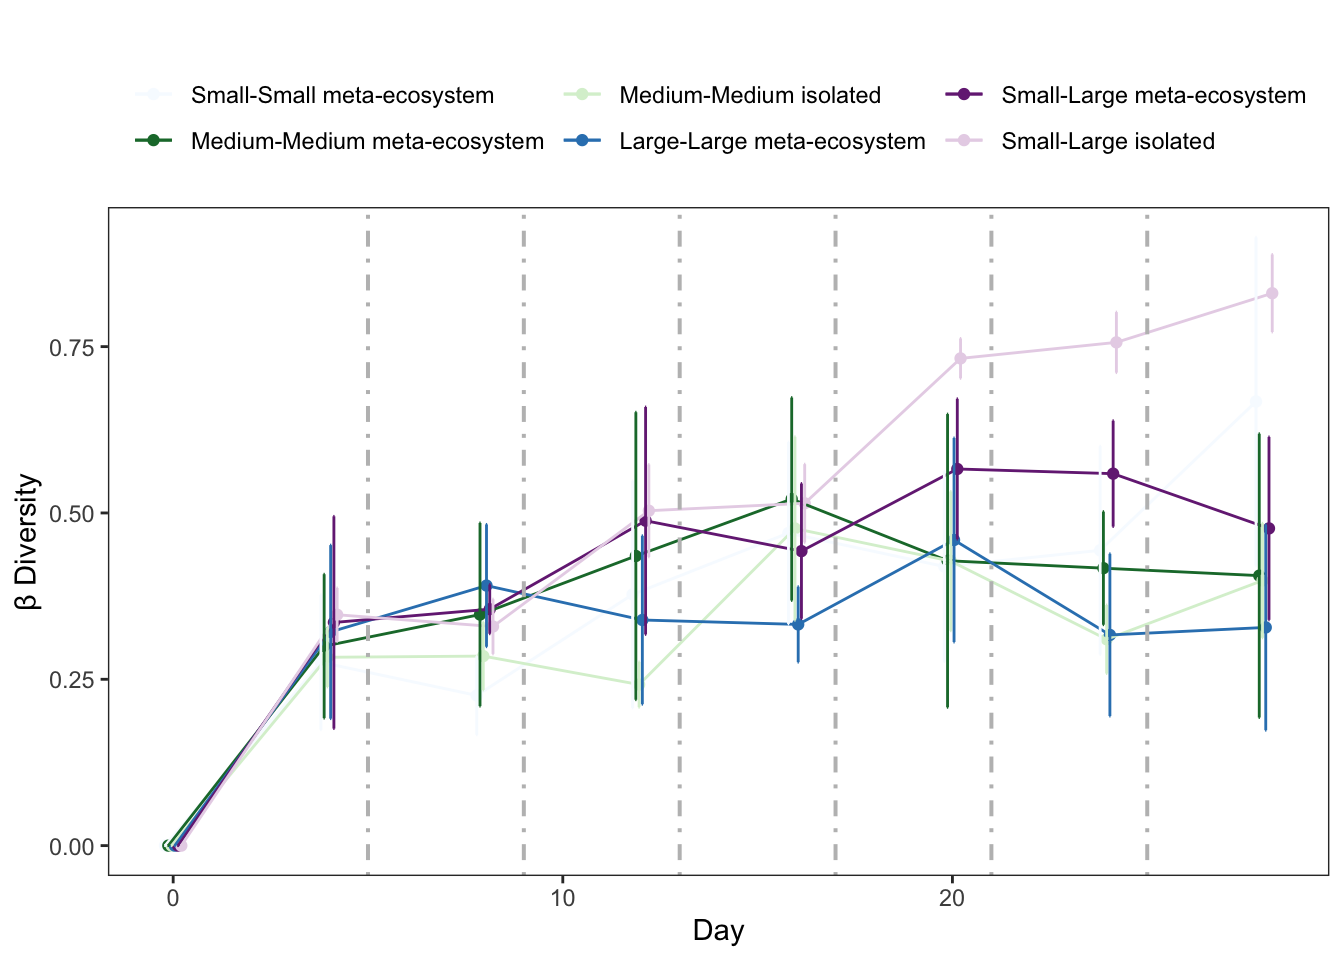 Small-Small meta-ecosystem Medium-Medium isolated Small-Large meta-ecosystem
Medium-Medium meta-ecosystem Large-Large meta-ecosystem Small-Large isolated
0.75
0.50
0.25
0.00
β Diversity
0 10 20
Day